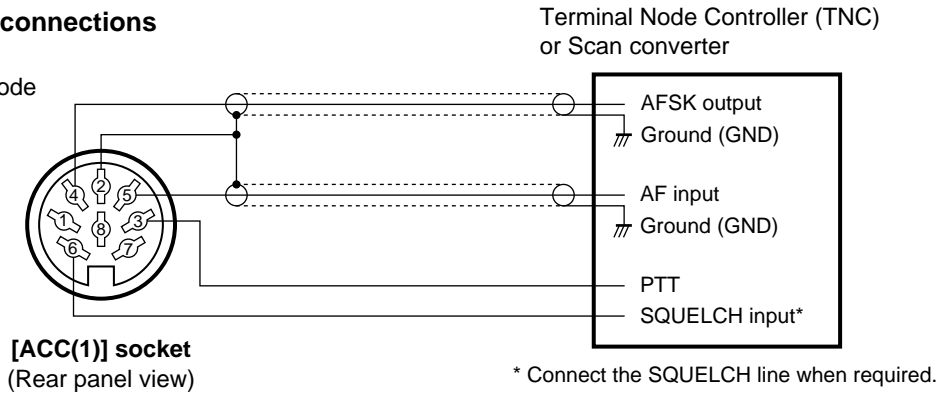 connections
Terminal Node Controller (TNC)
or Scan converter
ode
AFSK output
Ground (GND)
AF input
Ground (GND)
PTT
SQUELCH input*
4
2
5
1
8
3
6
7
[ACC(1)] socket
(Rear panel view)
* Connect the SQUELCH line when required.